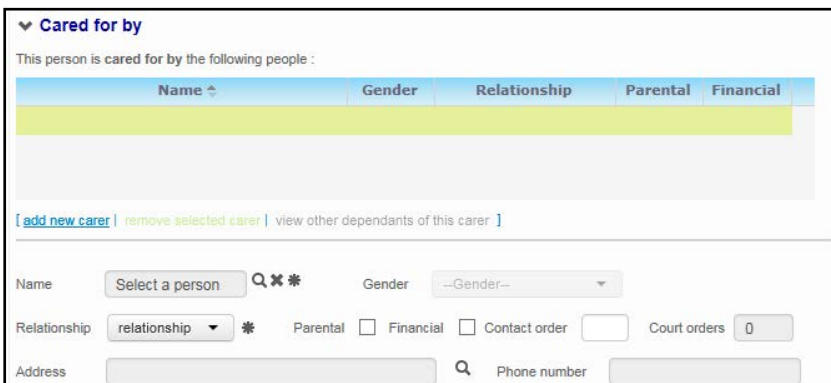 Cared for by
This person is cared for by the following people :
Name Gender Relationship Parental Financial
[ add new carer | remove selected carer | view other dependants of this carer ]
Name Select a person Gender --Gender--
Relationship relationship Parental Financial Contact order Court orders 0
Address Phone number